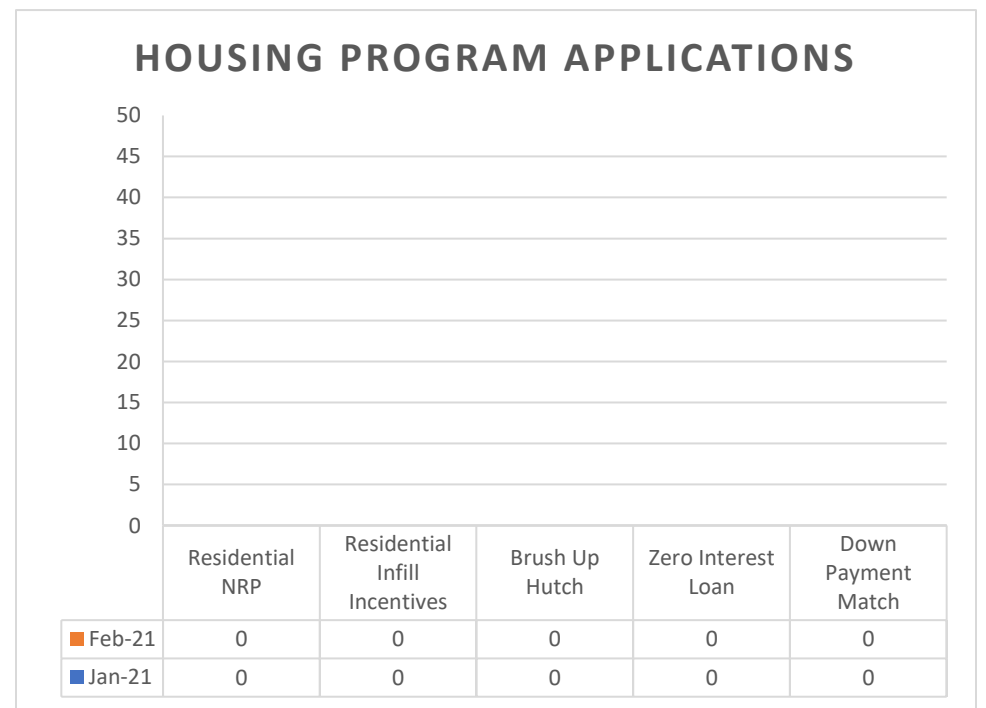 HOUSING PROGRAM APPLICATIONS
50
45
40
35
30
25
20
15
10
5
0
Residential
NRP
Residential
Infill
Incentives
Brush Up
Hutch
Zero Interest
Loan
Down
Payment
Match
Feb-21 0 0 0 0 0
Jan-21 0 0 0 0 0